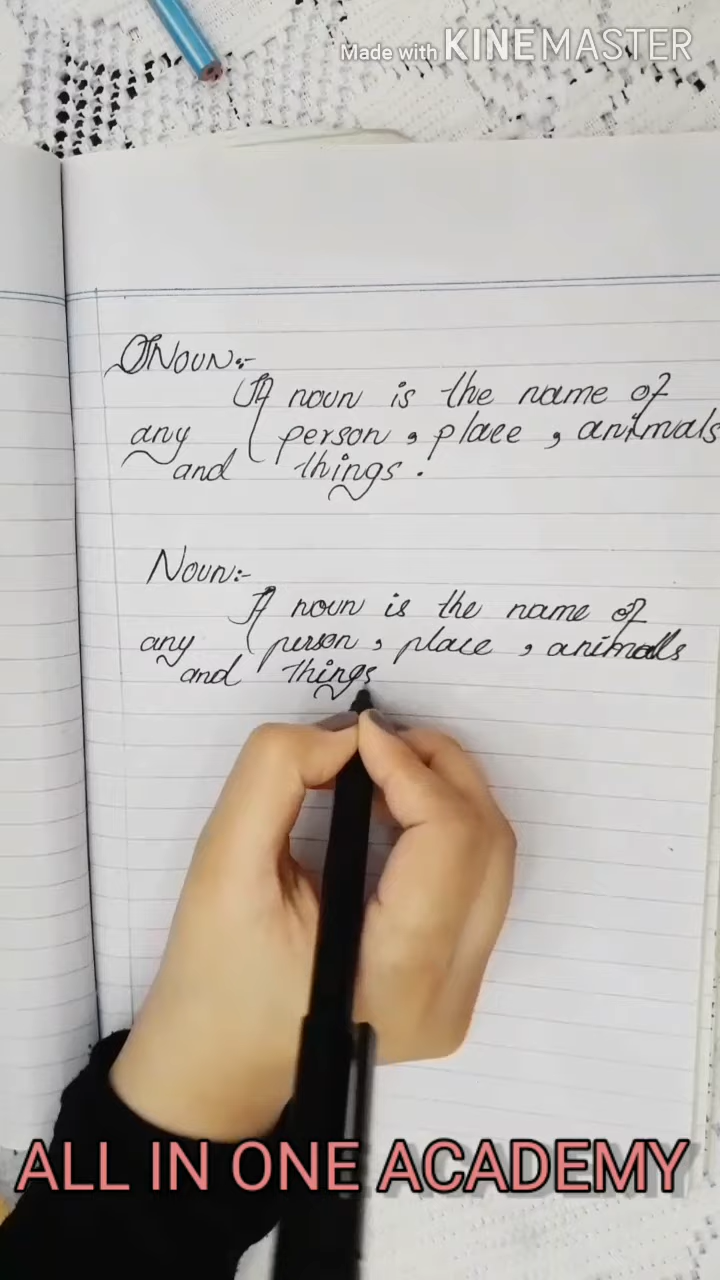 Made with KINEMASTER
Noun:-
A noun is the name of
any person, place, animals
and things.
Noun:-
A noun is the name of
any person, place, animals
and things
ALL IN ONE ACADEMY